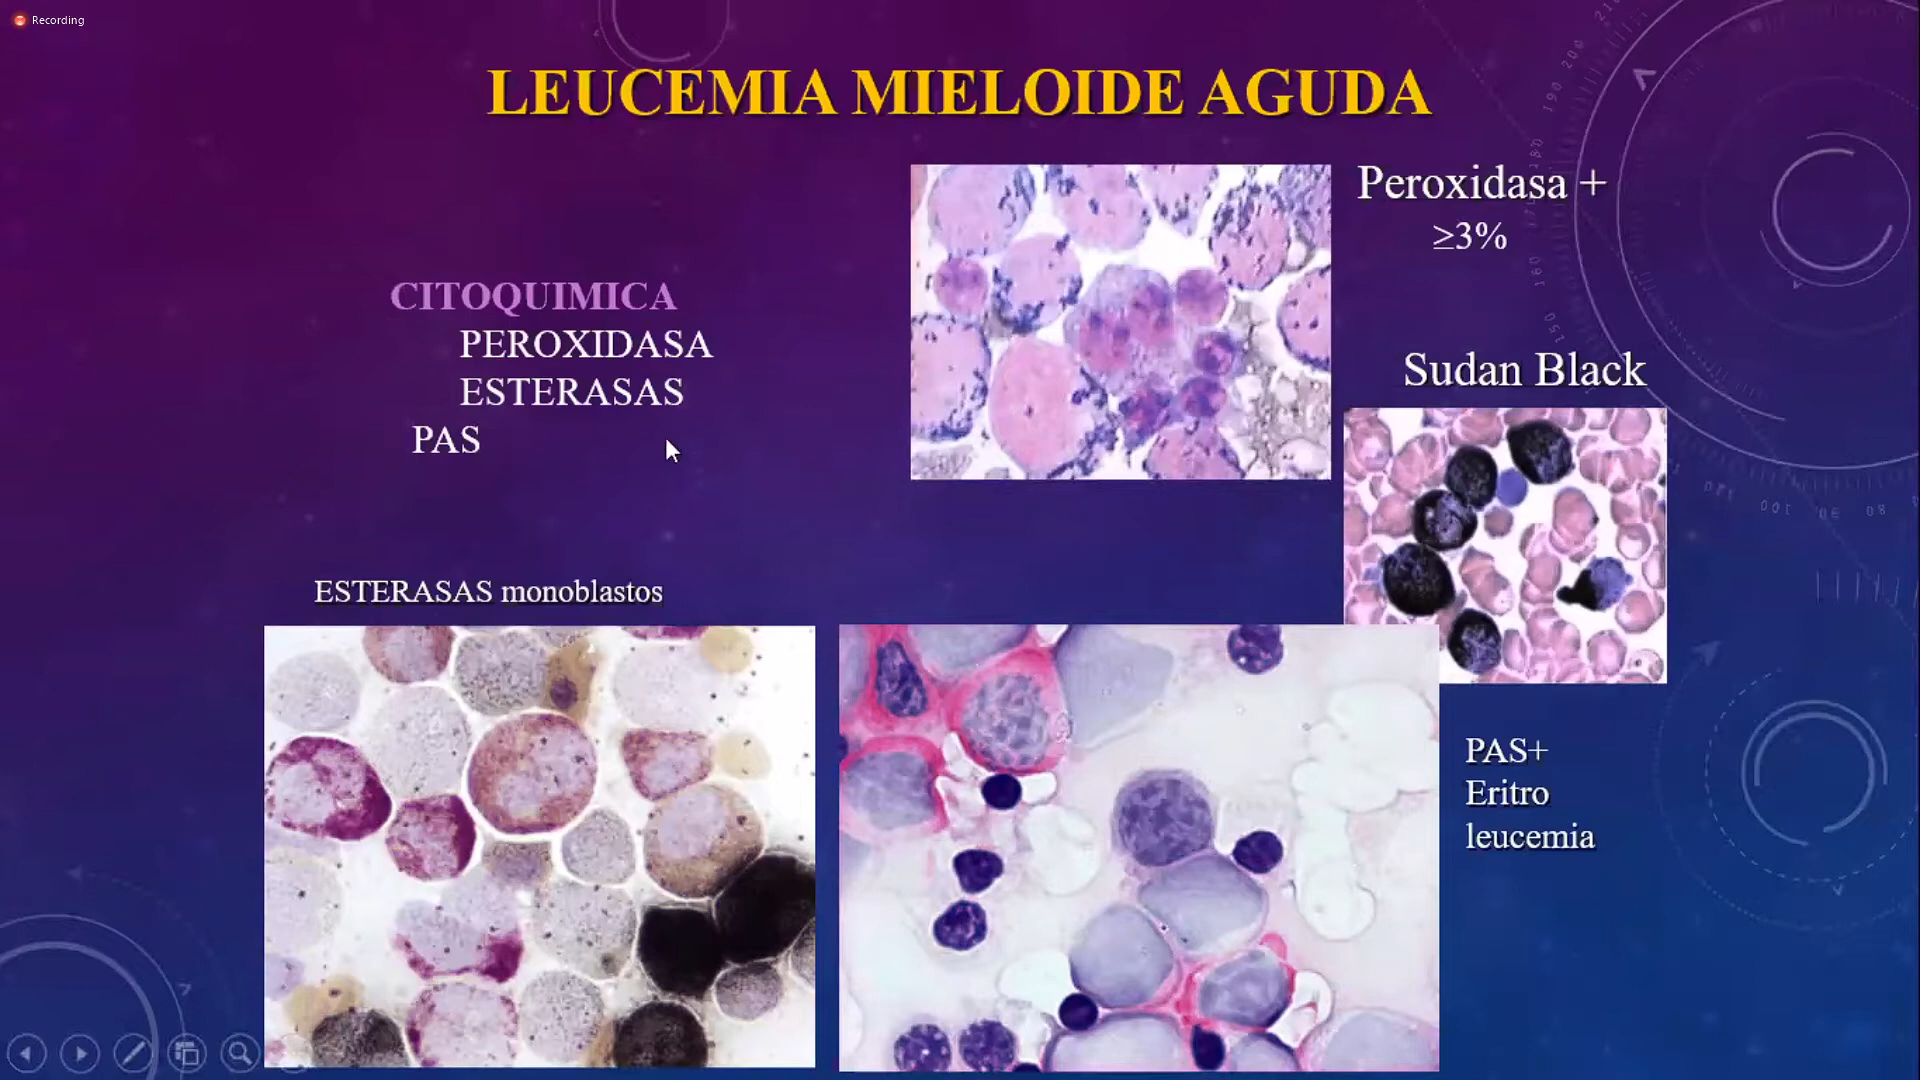 Recording
LEUCEMIA MIELOIDE AGUDA
Peroxidasa +
≥3%
CITOQUIMICA
PEROXIDASA
ESTERASAS
PAS
Sudan Black
ESTERASAS monoblastos
PAS+
Eritro
leucemia